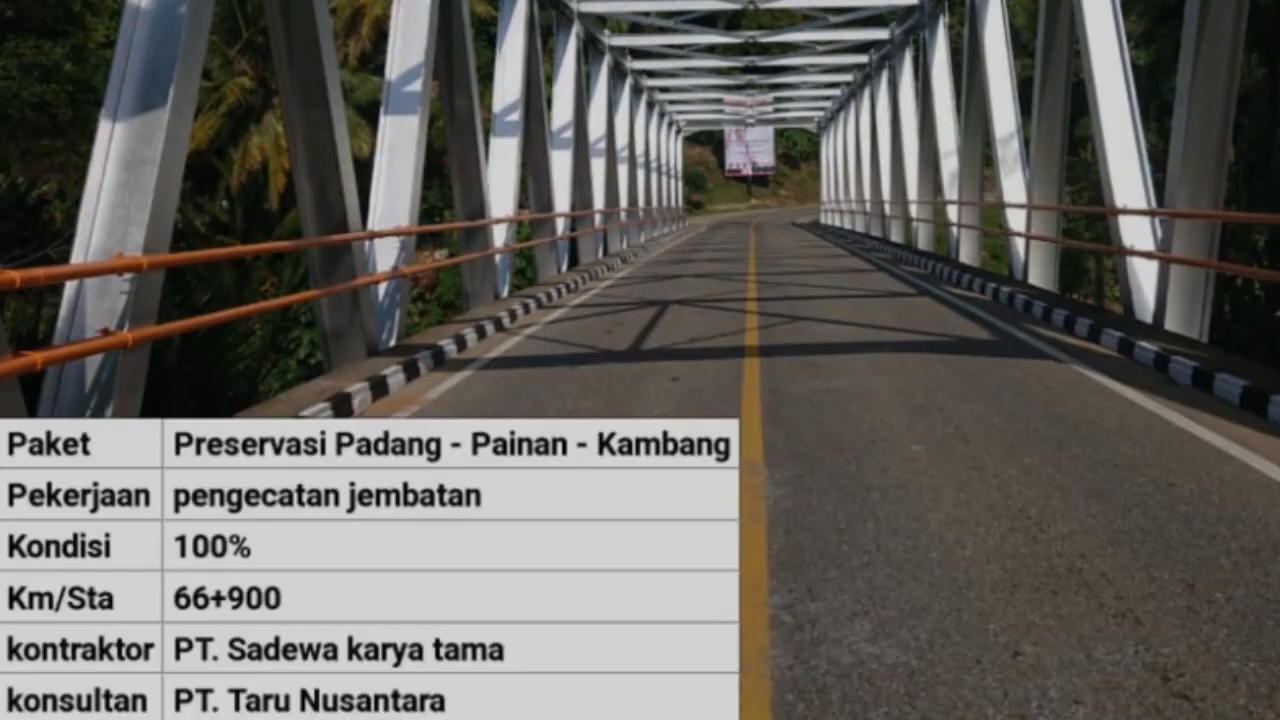 Paket Preservasi Padang - Painan - Kambang
Pekerjaan pengecatan jembatan
Kondisi 100%
Km/Sta 66+900
kontraktor PT. Sadewa karya tama
konsultan PT. Taru Nusantara